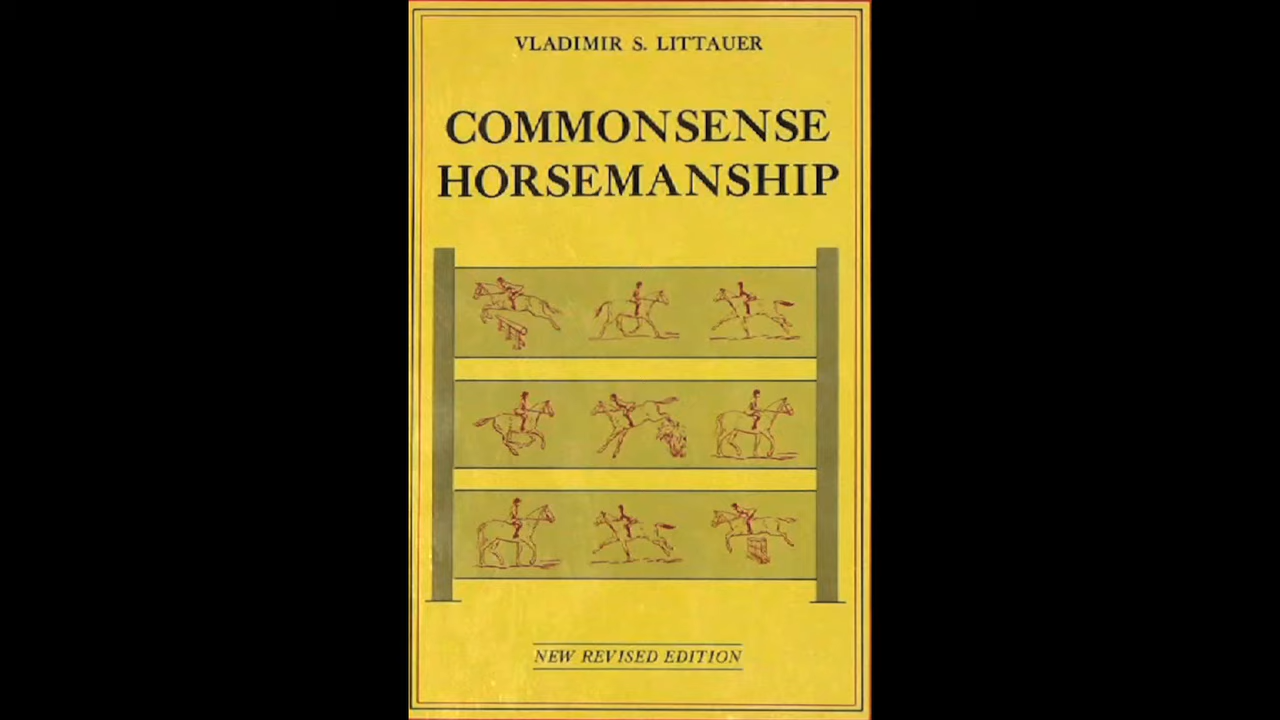 VLADIMIR S. LITTAUER
COMMONSENSE
HORSEMANSHIP
NEW REVISED EDITION